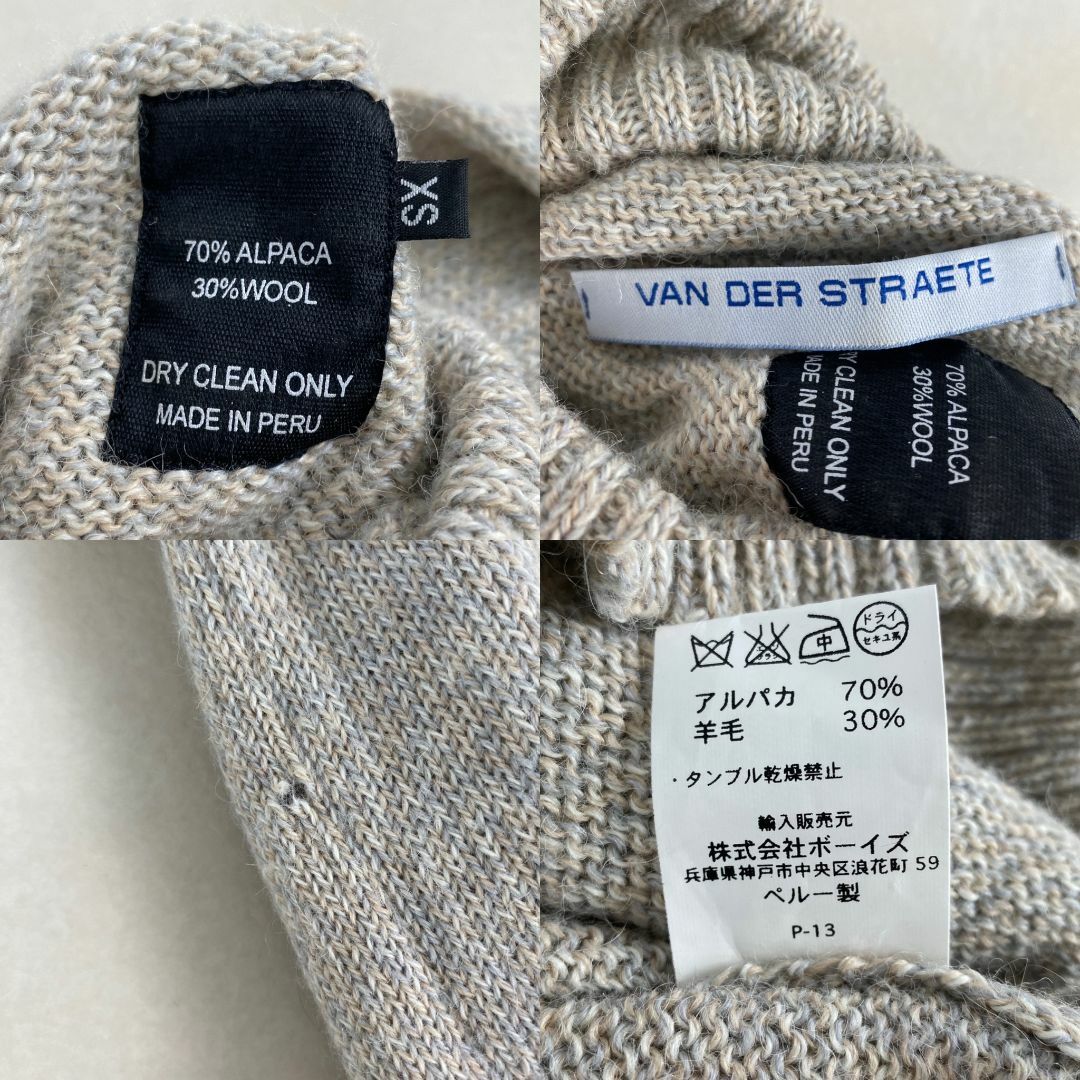 70% ALPACA
30%WOOL
DRY CLEAN ONLY
MADE IN PERU
XS
VAN DER STRAETE
70% ALPACA
30%WOOL
DRY CLEAN ONLY
MADE IN PERU
中
ドライ
セキユ系
アルパカ 70%
羊毛 30%
・タンブル乾燥禁止
輸入販売元
株式会社ボーイズ
兵庫県神戸市中央区浪花町 59
ペルー製
P-13